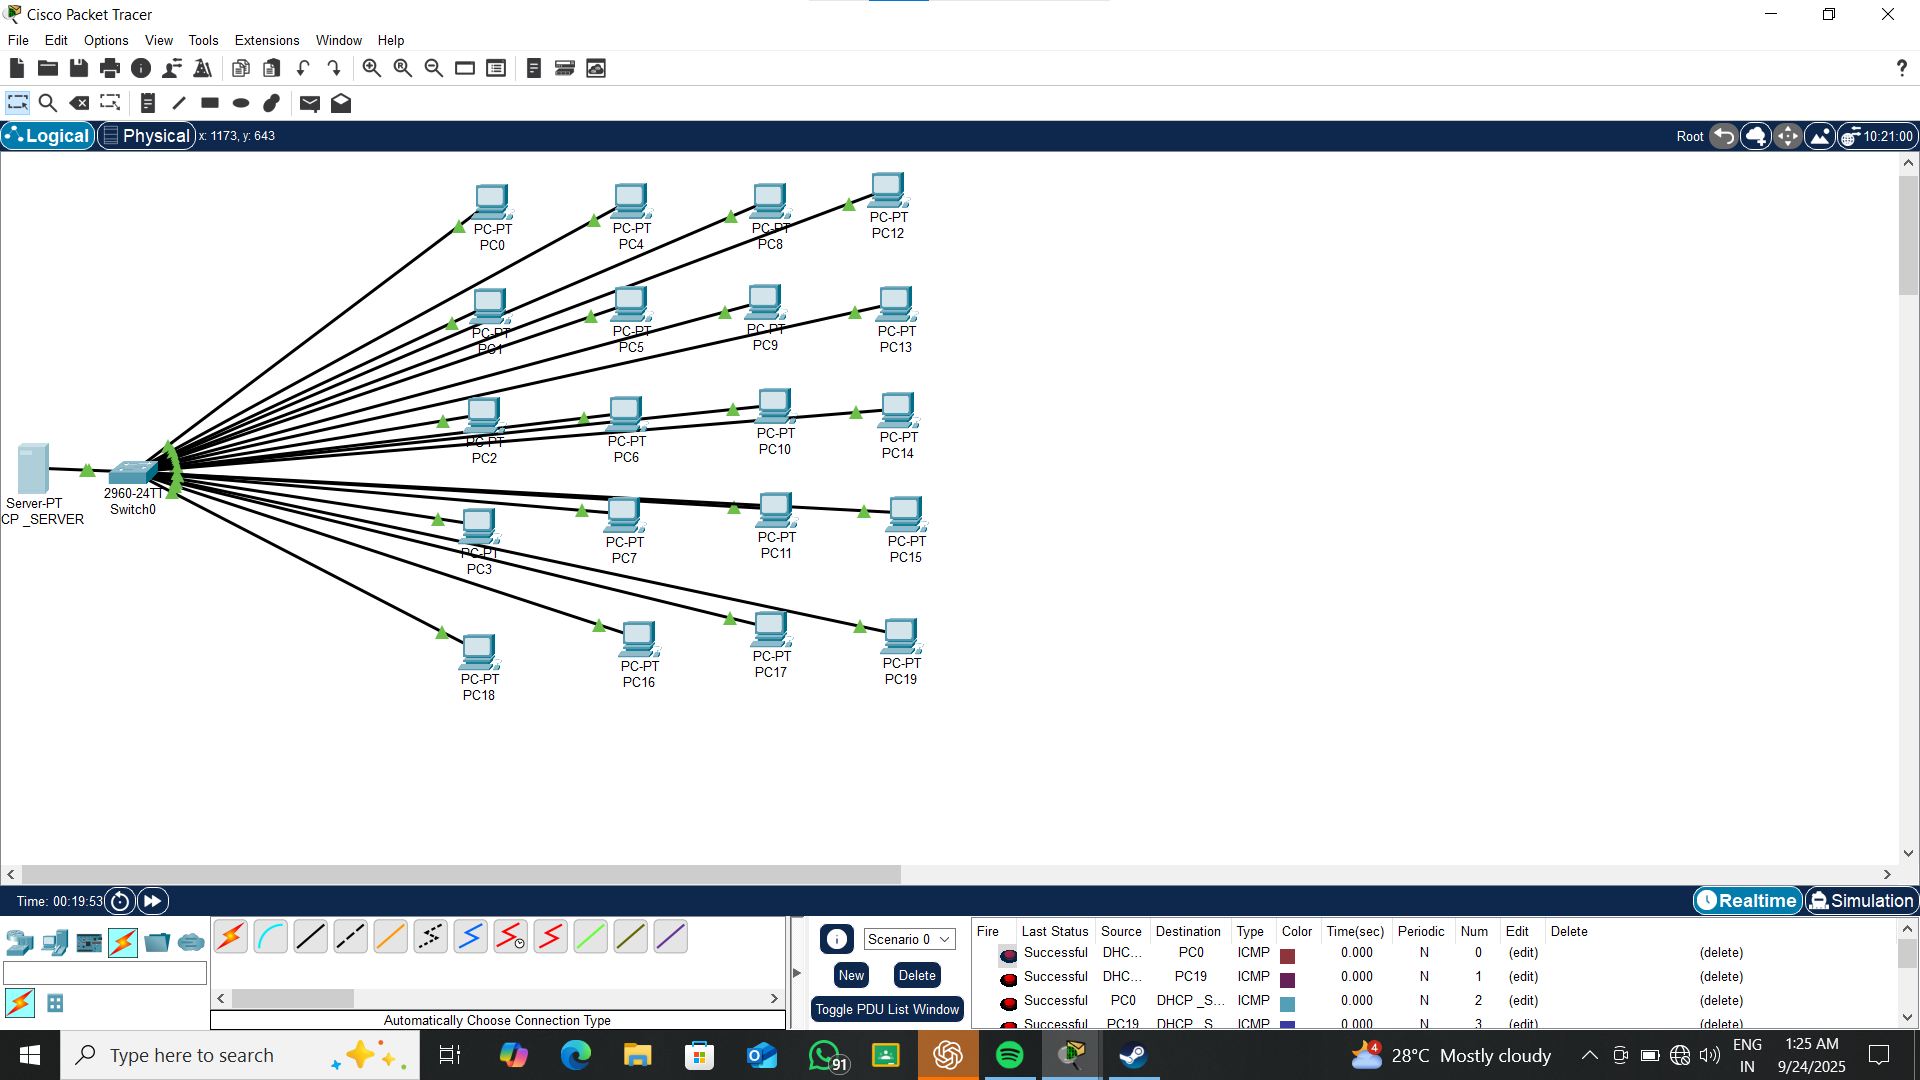 Cisco Packet Tracer
File Edit Options View Tools Extensions Window Help
Logical Physical x: 1173, y: 643 Root 10:21:00
PC-PT
PC0
PC-PT
PC4
PC-PT
PC8
PC-PT
PC12
PC-PT
PC1
PC-PT
PC5
PC-PT
PC9
PC-PT
PC13
PC-PT
PC2
PC-PT
PC6
PC-PT
PC10
PC-PT
PC14
Server-PT
CP _SERVER
2960-24TT
Switch0
PC-PT
PC3
PC-PT
PC7
PC-PT
PC11
PC-PT
PC15
PC-PT
PC18
PC-PT
PC16
PC-PT
PC17
PC-PT
PC19
Time: 00:19:53 Realtime Simulation
Scenario 0
New Delete
Toggle PDU List Window
Automatically Choose Connection Type
Fire Last Status Source Destination Type Color Time(sec) Periodic Num Edit Delete
Successful DHC... PC0 ICMP 0.000 N 0 (edit) (delete)
Successful DHC... PC19 ICMP 0.000 N 1 (edit) (delete)
Successful PC0 DHCP _S... ICMP 0.000 N 2 (edit) (delete)
Successful PC19 DHCP _S... ICMP 0.000 N 3 (edit) (delete)
Type here to search
91
4
28°C Mostly cloudy
ENG
IN
1:25 AM
9/24/2025